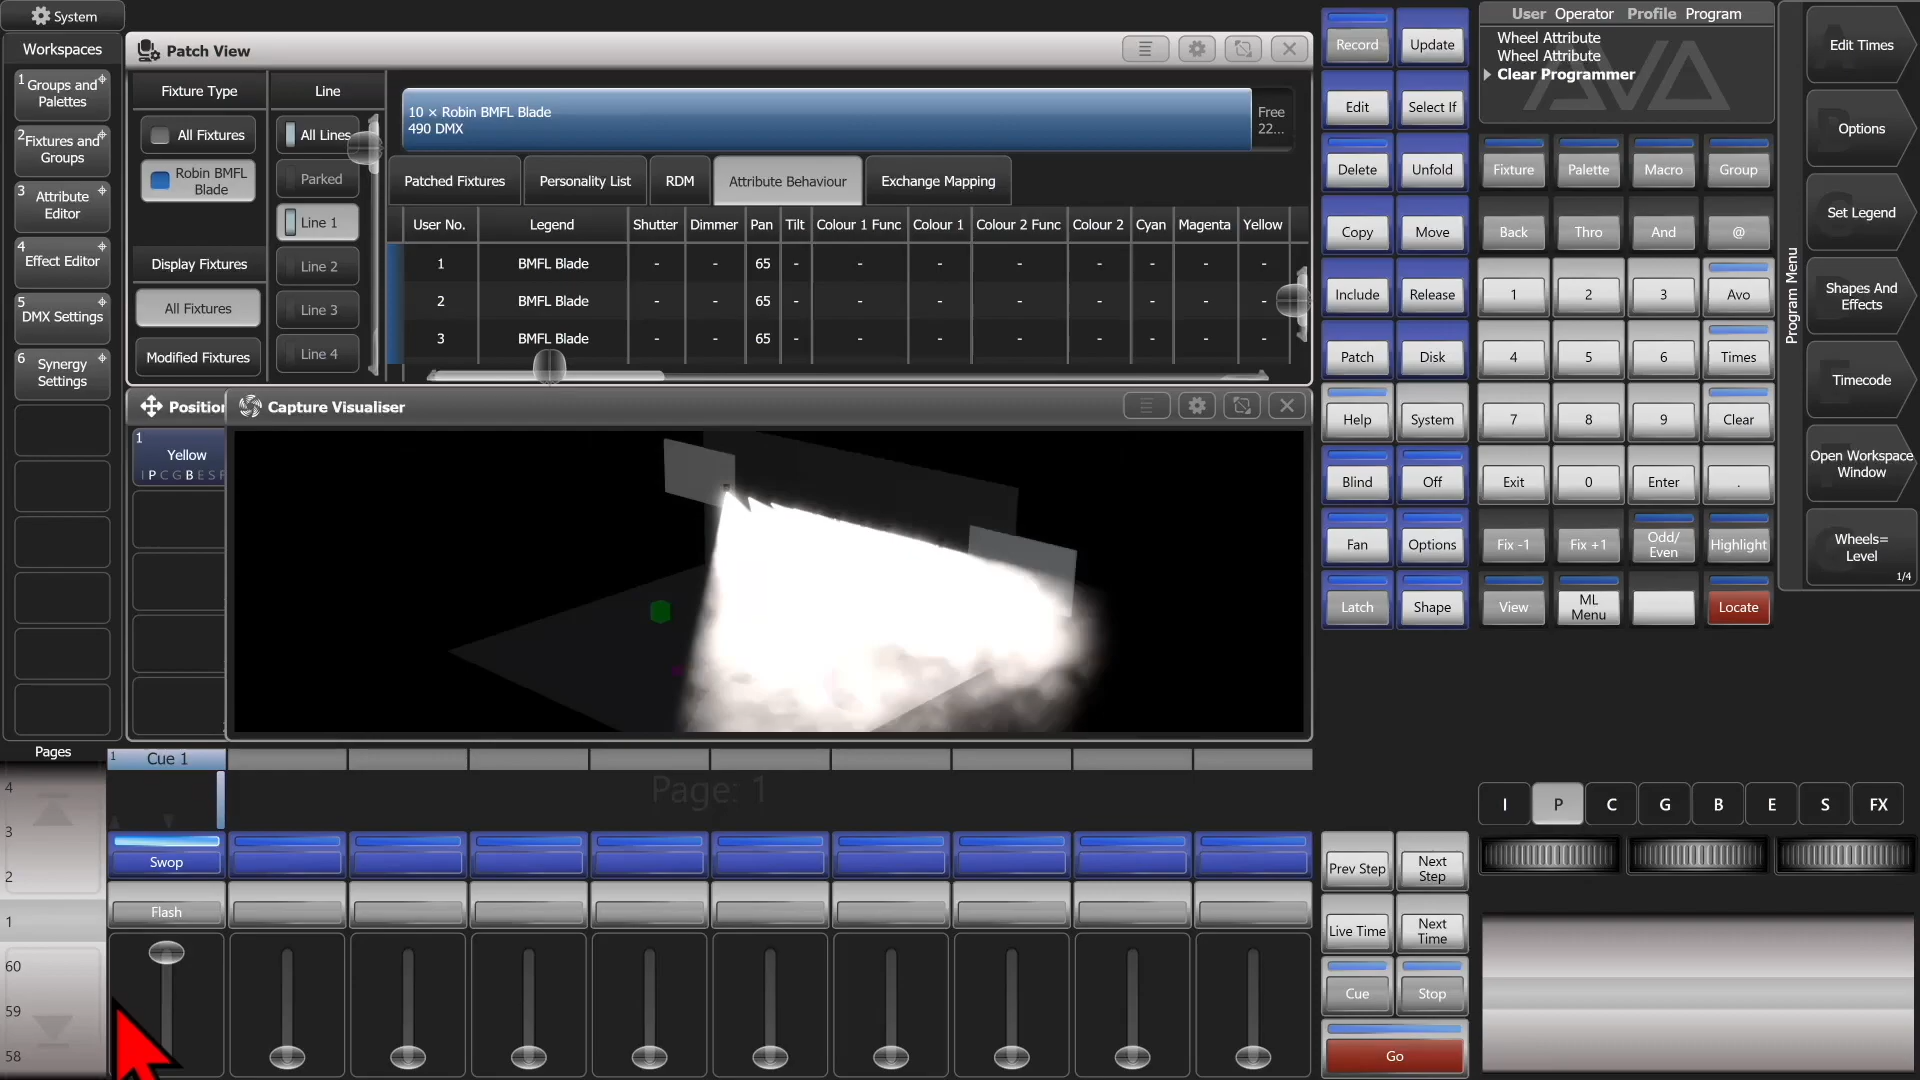 System
Workspaces
1 Groups and
Palettes
2 Fixtures and
Groups
3 Attribute
Editor
4 Effect Editor
5 DMX Settings
6 Synergy
Settings
Patch View
Fixture Type
All Fixtures
Robin BMFL
Blade
Display Fixtures
All Fixtures
Modified Fixtures
Line
All Lines
Parked
Line 1
Line 2
Line 3
Line 4
10 × Robin BMFL Blade
490 DMX
Free
22...
Patched Fixtures
Personality List
RDM
Attribute Behaviour
Exchange Mapping
User No. Legend Shutter Dimmer Pan Tilt Colour 1 Func Colour 1 Colour 2 Func Colour 2 Cyan Magenta Yellow
1 BMFL Blade - - 65 - - - - - - - -
2 BMFL Blade - - 65 - - - - - - - -
3 BMFL Blade - - 65 - - - - - - - -
Position
1
Yellow
I P C G B E S F
Capture Visualiser
Pages
4
3
2
1
60
59
58
1 Cue 1
Page: 1
Swop
Flash
Record
Update
Edit
Select If
Delete
Unfold
Copy
Move
Include
Release
Patch
Disk
Help
System
Blind
Off
Fan
Options
Latch
Shape
User Operator Profile Program
Wheel Attribute
Wheel Attribute
Clear Programmer
AVO
Fixture
Palette
Macro
Group
Back
Thro
And
@
1
2
3
Avo
4
5
6
Times
7
8
9
Clear
Exit
0
Enter
.
Fix -1
Fix +1
Odd/
Even
Highlight
View
ML
Menu
Locate
Program Menu
A
Edit Times
Options
Set Legend
Shapes And
Effects
Timecode
Open Workspace
Window
Wheels=
Level
1/4
I
P
C
G
B
E
S
FX
Prev Step
Next
Step
Live Time
Next
Time
Cue
Stop
Go